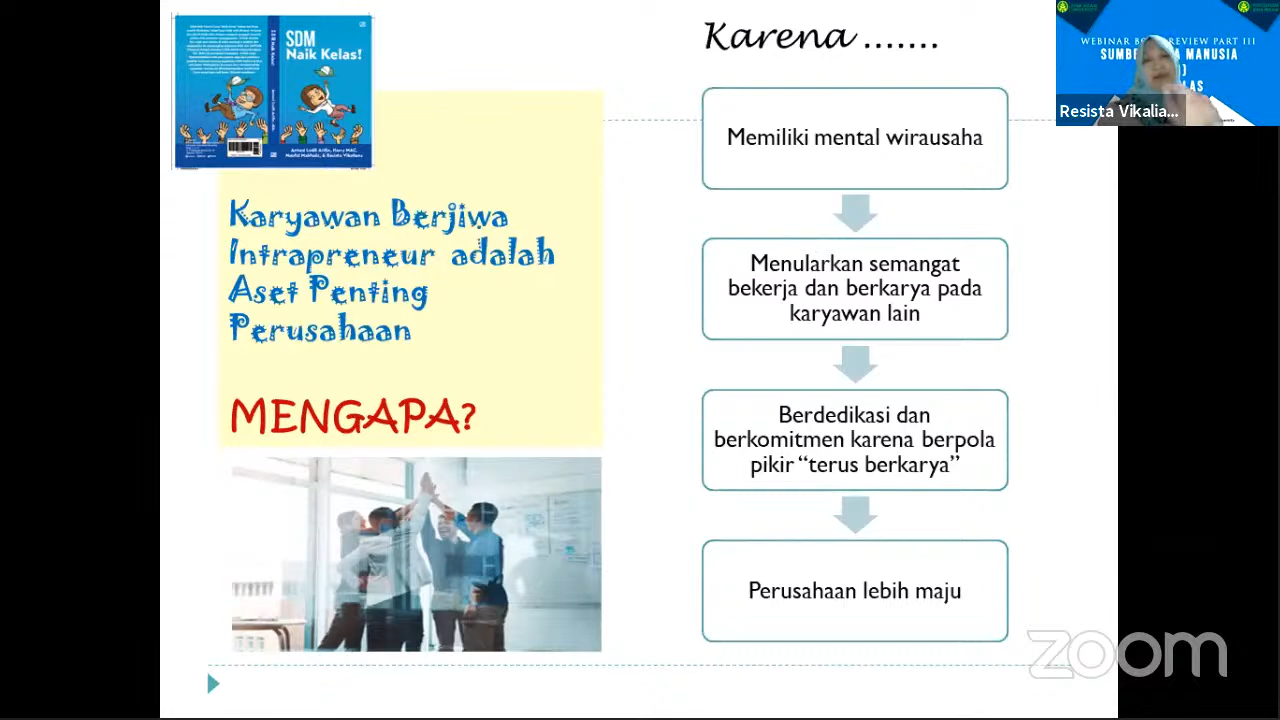 SDM
Naik Kelas!
SDM Naik Kelas!
Karyawan Berjiwa
Intrapreneur adalah
Aset Penting
Perusahaan
MENGAPA?
Karena .......
Memiliki mental wirausaha
Menularkan semangat
bekerja dan berkarya pada
karyawan lain
Berdedikasi dan
berkomitmen karena berpola
pikir “terus berkarya”
Perusahaan lebih maju
WEBINAR BOOK REVIEW PART III
MANUSIA
Resista Vikalia...
zoom